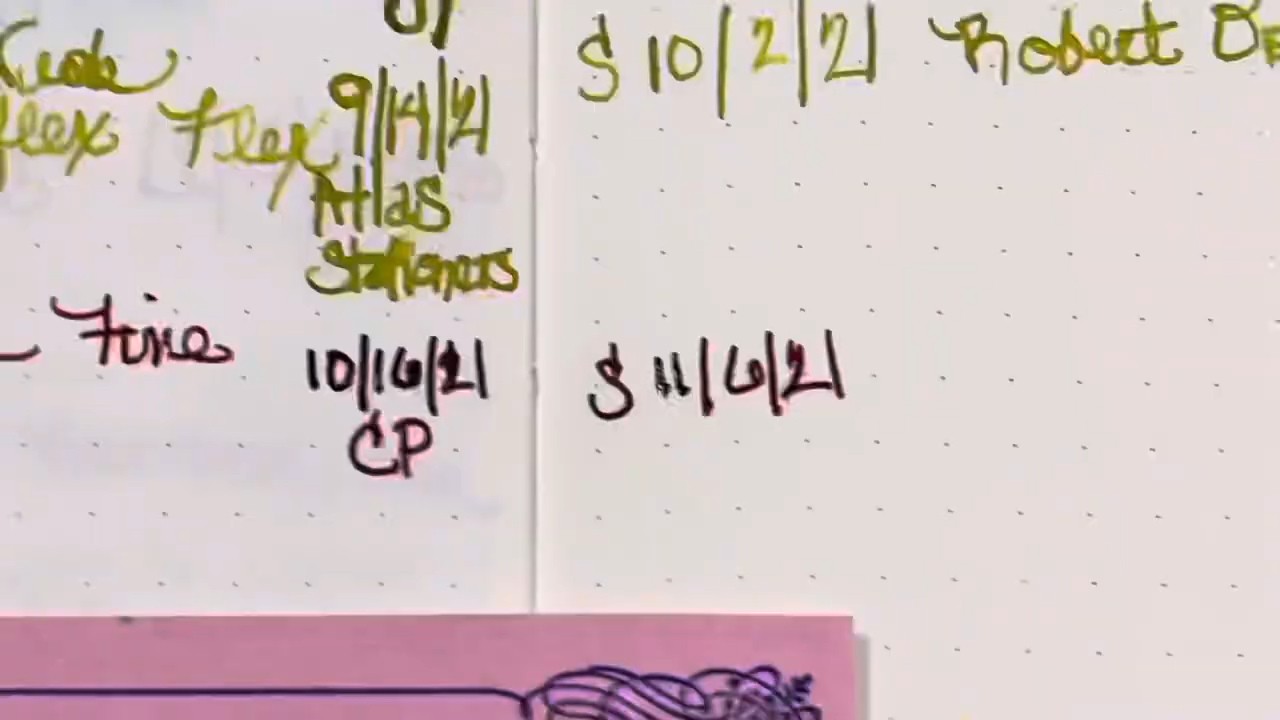 S 10/2/21 Robert
flex Flex 9/14/21
Atlas
Stationers
Fine 10/16/21 S 11/6/21
CP